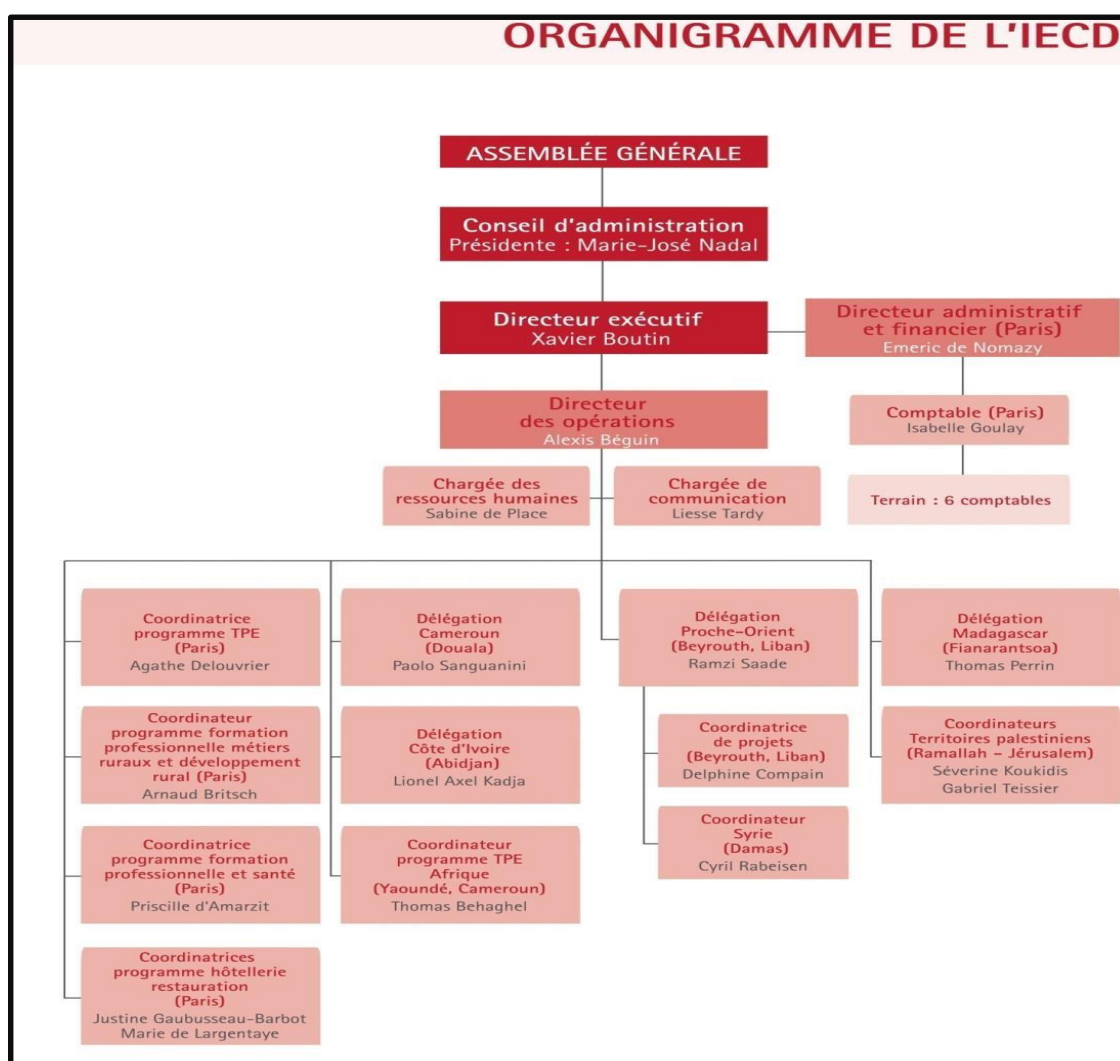 ORGANIGRAMME DE L'IECD
ASSEMBLÉE GÉNÉRALE
Conseil d'administration
Présidente : Marie-José Nadal
Directeur exécutif
Xavier Boutin
Directeur administratif
et financier (Paris)
Emeric de Nomazy
Directeur
des opérations
Alexis Béguin
Comptable (Paris)
Isabelle Goulay
Chargée des
ressources humaines
Sabine de Place
Chargée de
communication
Liesse Tardy
Terrain : 6 comptables
Coordinatrice
programme TPE
(Paris)
Agathe Delouvrier
Coordinateur
programme formation
professionnelle métiers
ruraux et développement
rural (Paris)
Arnaud Britsch
Coordinatrice
programme formation
professionnelle et santé
(Paris)
Priscille d'Amarzit
Coordinatrices
programme hôtellerie
restauration
(Paris)
Justine Gaubusseau-Barbot
Marie de Largentaye
Délégation
Cameroun
(Douala)
Paolo Sanguanini
Délégation
Côte d'Ivoire
(Abidjan)
Lionel Axel Kadja
Coordinateur
programme TPE
Afrique
(Yaoundé, Cameroun)
Thomas Behaghel
Délégation
Proche-Orient
(Beyrouth, Liban)
Ramzi Saade
Coordinatrice
de projets
(Beyrouth, Liban)
Delphine Compain
Coordinateur
Syrie
(Damas)
Cyril Rabeisen
Délégation
Madagascar
(Fianarantsoa)
Thomas Perrin
Coordinateurs
Territoires palestiniens
(Ramallah - Jérusalem)
Séverine Koukidis
Gabriel Teissier